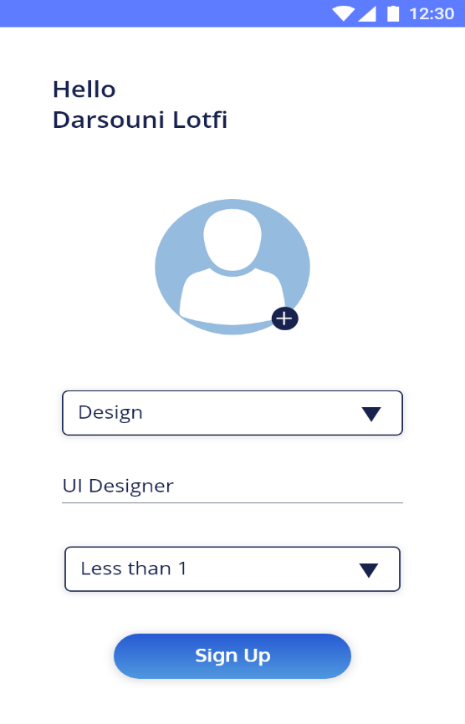 12:30
Hello
Darsouni Lotfi
Design
UI Designer
Less than 1
Sign Up